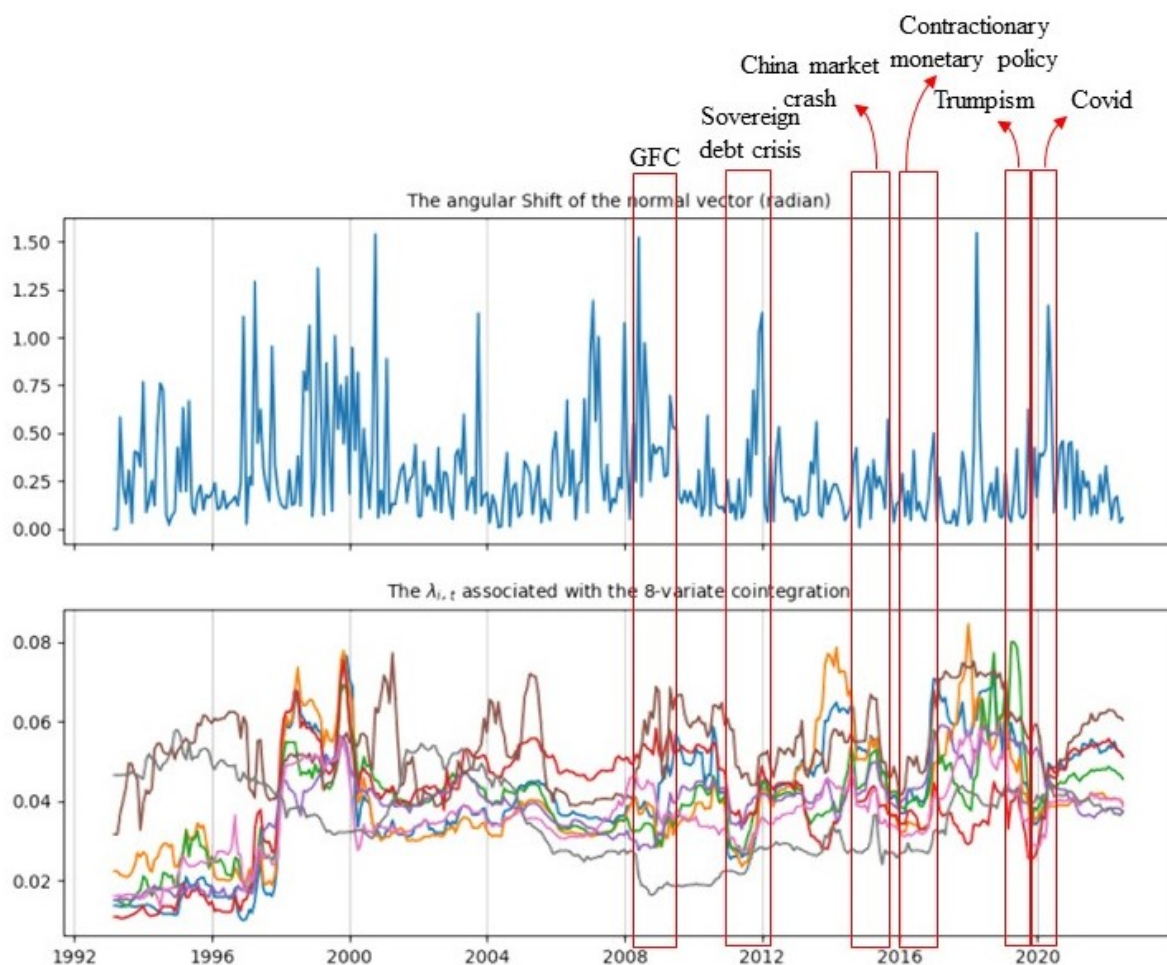 Contractionary
monetary policy
China market
crash
Trumpism
Covid
Sovereign
debt crisis
GFC
The angular Shift of the normal vector (radian)
1.50
1.25
1.00
0.75
0.50
0.25
0.00
The λi, t associated with the 8-variate cointegration
0.08
0.06
0.04
0.02
1992 1996 2000 2004 2008 2012 2016 2020